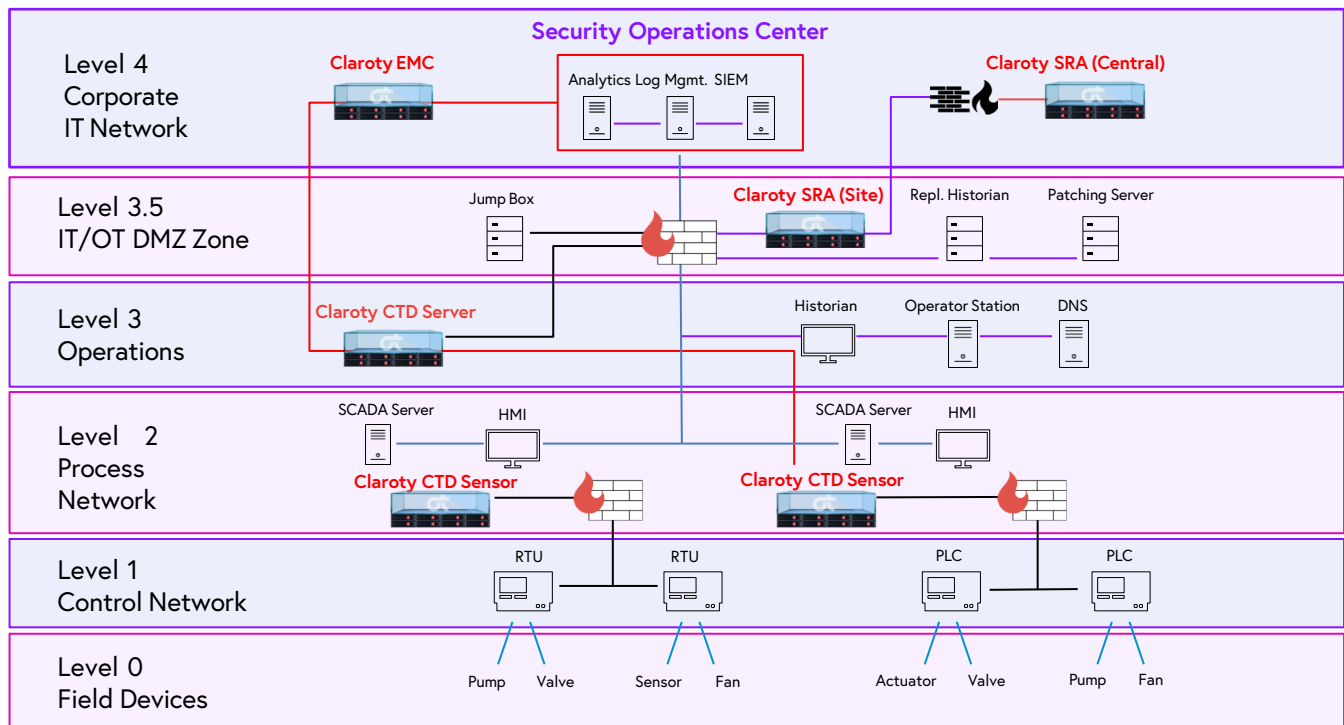 Security Operations Center
Level 4
Corporate
IT Network
Claroty EMC
Analytics Log Mgmt. SIEM
Claroty SRA (Central)
Level 3.5
IT/OT DMZ Zone
Jump Box
Claroty SRA (Site)
Repl. Historian
Patching Server
Level 3
Operations
Claroty CTD Server
Historian
Operator Station
DNS
Level 2
Process
Network
SCADA Server
HMI
SCADA Server
HMI
Claroty CTD Sensor
Claroty CTD Sensor
Level 1
Control Network
RTU
RTU
PLC
PLC
Level 0
Field Devices
Pump
Valve
Sensor
Fan
Actuator
Valve
Pump
Fan